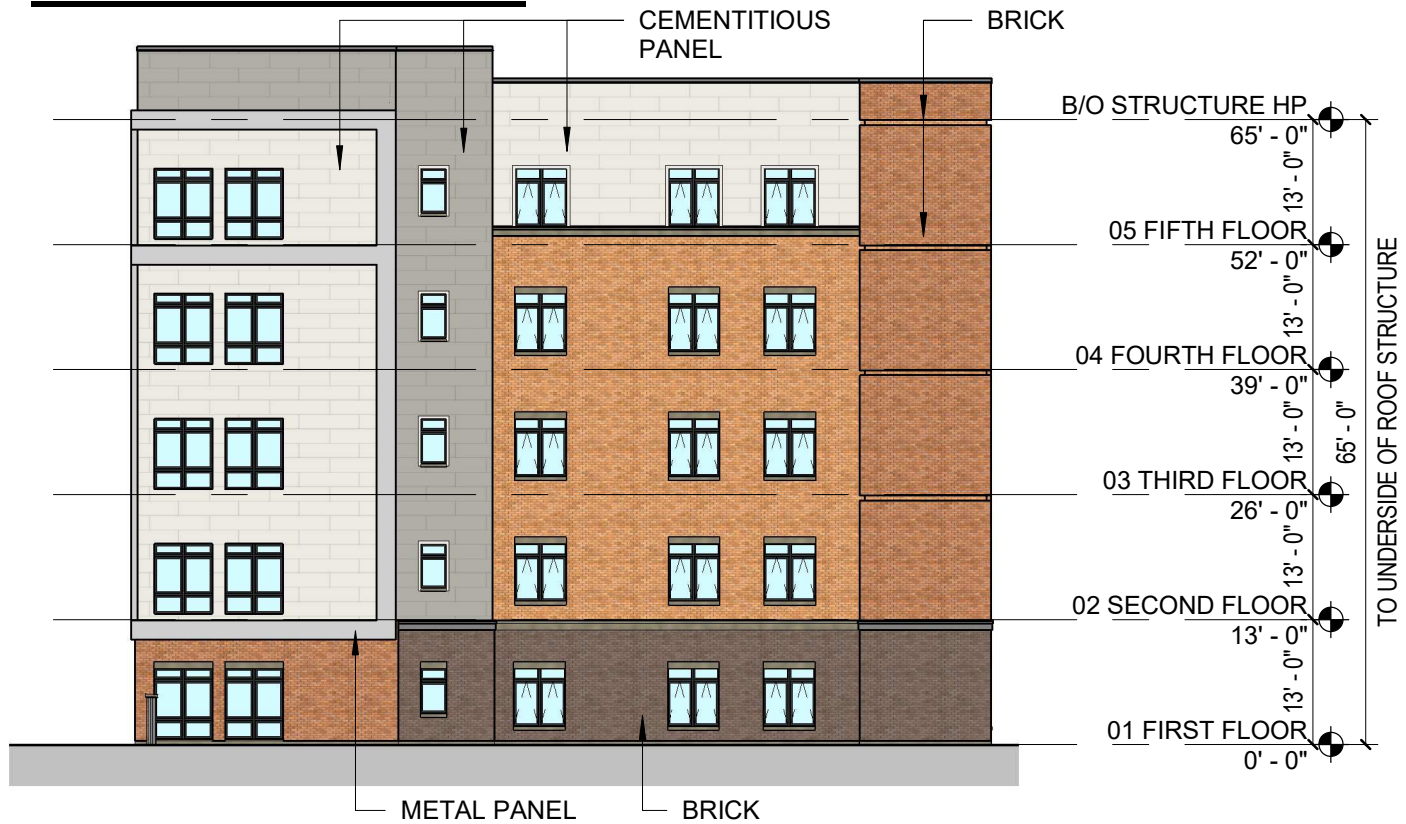 CEMENTITIOUS
PANEL
BRICK
B/O STRUCTURE HP
65' - 0"
13' - 0"
05 FIFTH FLOOR
52' - 0"
13' - 0"
04 FOURTH FLOOR
39' - 0"
13' - 0"
65' - 0"
TO UNDERSIDE OF ROOF STRUCTURE
03 THIRD FLOOR
26' - 0"
13' - 0"
02 SECOND FLOOR
13' - 0"
13' - 0"
01 FIRST FLOOR
0' - 0"
METAL PANEL
BRICK